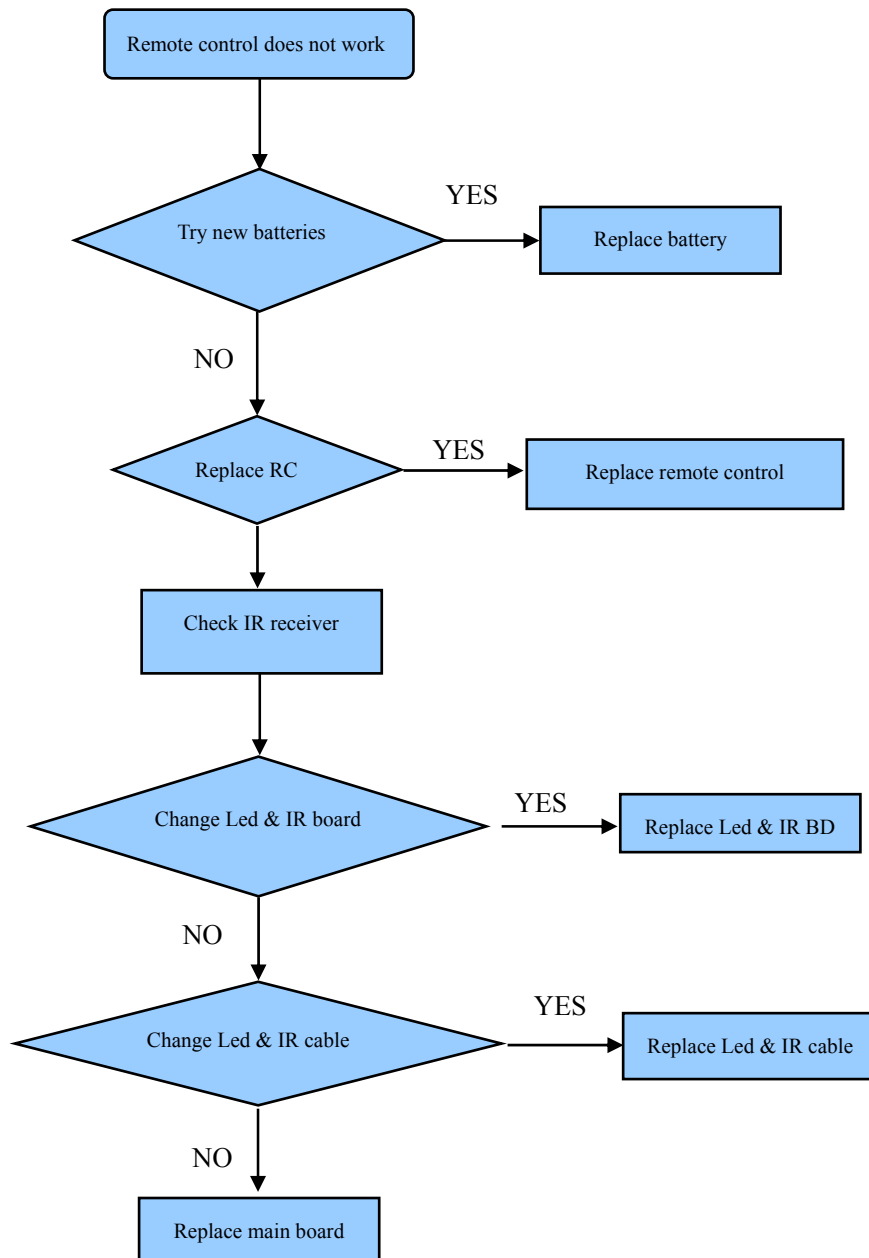 Remote control does not work
YES
Try new batteries
Replace battery
NO
YES
Replace RC
Replace remote control
Check IR receiver
YES
Change Led & IR board
Replace Led & IR BD
NO
YES
Change Led & IR cable
Replace Led & IR cable
NO
Replace main board